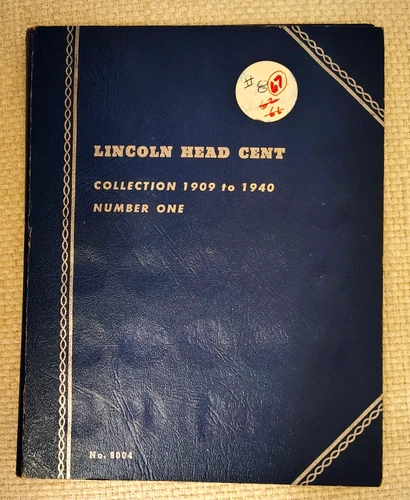 LINCOLN HEAD CENT
COLLECTION 1909 to 1940
NUMBER ONE
No. 9004